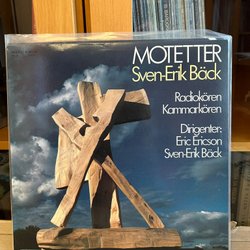 MOTETTER
Sven-Erik Bäck
Radiokören
Kammarkören
Dirigenter:
Eric Ericson
Sven-Erik Bäck